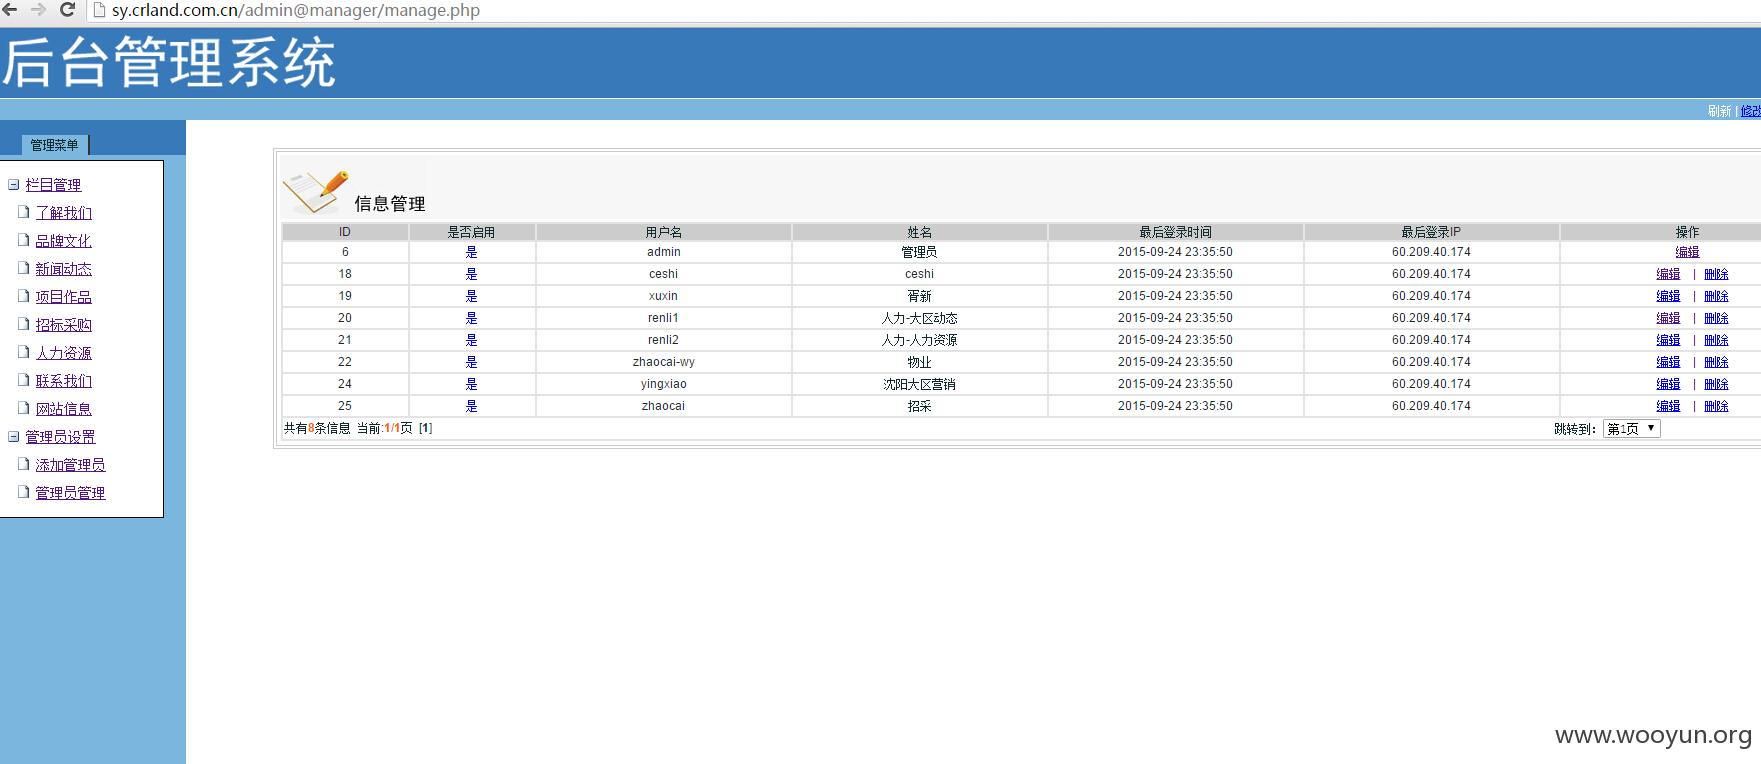 sy.crland.com.cn/admin@manager/manage.php
后台管理系统
刷新 | 修改
管理菜单
栏目管理
了解我们
品牌文化
新闻动态
项目作品
招标采购
人力资源
联系我们
网站信息
管理员设置
添加管理员
管理员管理
信息管理
ID 是否启用 用户名 姓名 最后登录时间 最后登录IP 操作
6 是 admin 管理员 2015-09-24 23:35:50 60.209.40.174 编辑
18 是 ceshi ceshi 2015-09-24 23:35:50 60.209.40.174 编辑 | 删除
19 是 xuxin 胥新 2015-09-24 23:35:50 60.209.40.174 编辑 | 删除
20 是 renli1 人力-大区动态 2015-09-24 23:35:50 60.209.40.174 编辑 | 删除
21 是 renli2 人力-人力资源 2015-09-24 23:35:50 60.209.40.174 编辑 | 删除
22 是 zhaocai-wy 物业 2015-09-24 23:35:50 60.209.40.174 编辑 | 删除
24 是 yingxiao 沈阳大区营销 2015-09-24 23:35:50 60.209.40.174 编辑 | 删除
25 是 zhaocai 招采 2015-09-24 23:35:50 60.209.40.174 编辑 | 删除
共有8条信息 当前:1/1页 [1] 跳转到： 第1页
www.wooyun.org